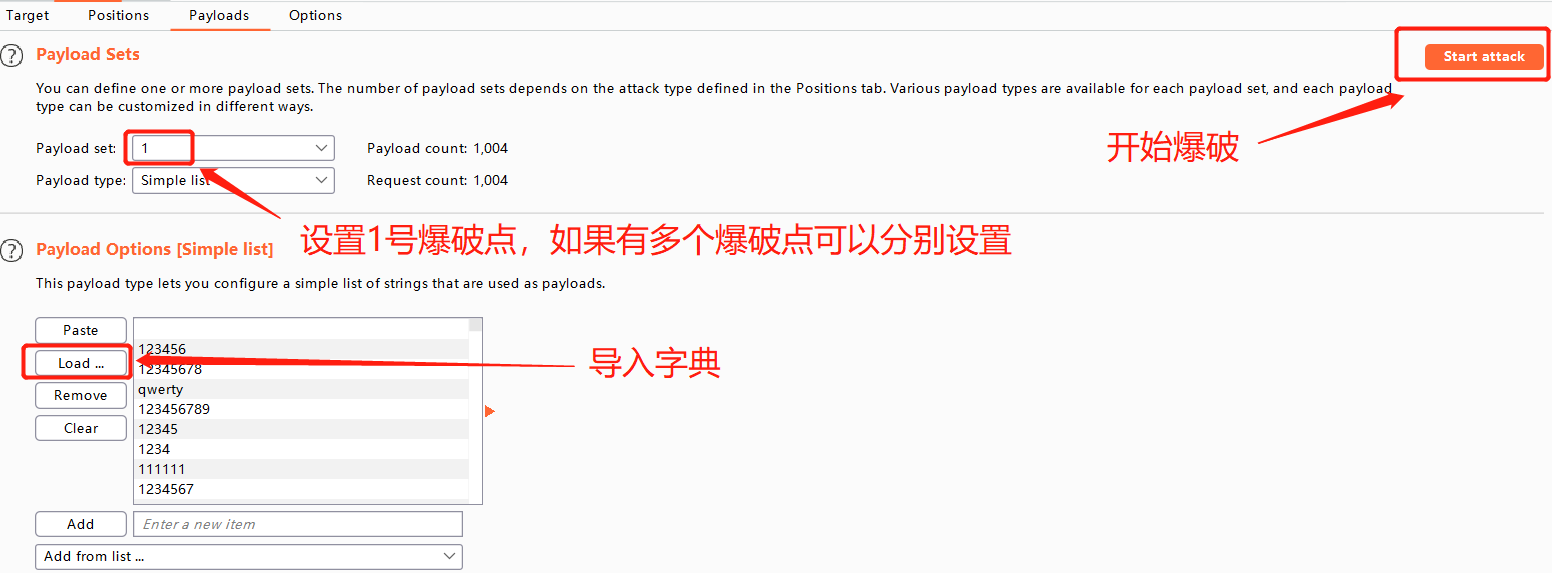 Target Positions Payloads Options
Payload Sets
Start attack
You can define one or more payload sets. The number of payload sets depends on the attack type defined in the Positions tab. Various payload types are available for each payload set, and each payload
type can be customized in different ways.
开始爆破
Payload set: 1 Payload count: 1,004
Payload type: Simple list Request count: 1,004
设置1号爆破点，如果有多个爆破点可以分别设置
Payload Options [Simple list]
This payload type lets you configure a simple list of strings that are used as payloads.
Paste
Load ...
Remove
Clear
123456
12345678
qwerty
123456789
12345
1234
111111
1234567
导入字典
Add Enter a new item
Add from list ...